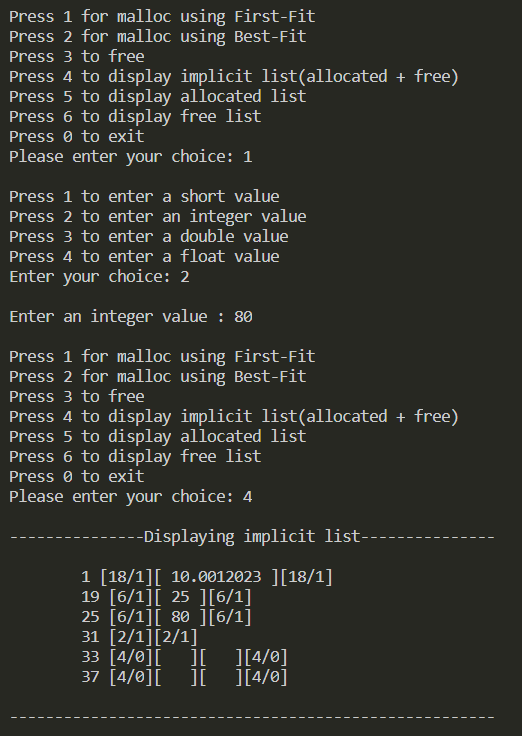 Press 1 for malloc using First-Fit
Press 2 for malloc using Best-Fit
Press 3 to free
Press 4 to display implicit list(allocated + free)
Press 5 to display allocated list
Press 6 to display free list
Press 0 to exit
Please enter your choice: 1
Press 1 to enter a short value
Press 2 to enter an integer value
Press 3 to enter a double value
Press 4 to enter a float value
Enter your choice: 2
Enter an integer value : 80
Press 1 for malloc using First-Fit
Press 2 for malloc using Best-Fit
Press 3 to free
Press 4 to display implicit list(allocated + free)
Press 5 to display allocated list
Press 6 to display free list
Press 0 to exit
Please enter your choice: 4
---------------Displaying implicit list---------------
1 [18/1][ 10.0012023 ][18/1]
19 [6/1][ 25 ][6/1]
25 [6/1][ 80 ][6/1]
31 [2/1][2/1]
33 [4/0][   ][   ][4/0]
37 [4/0][   ][   ][4/0]
------------------------------------------------------